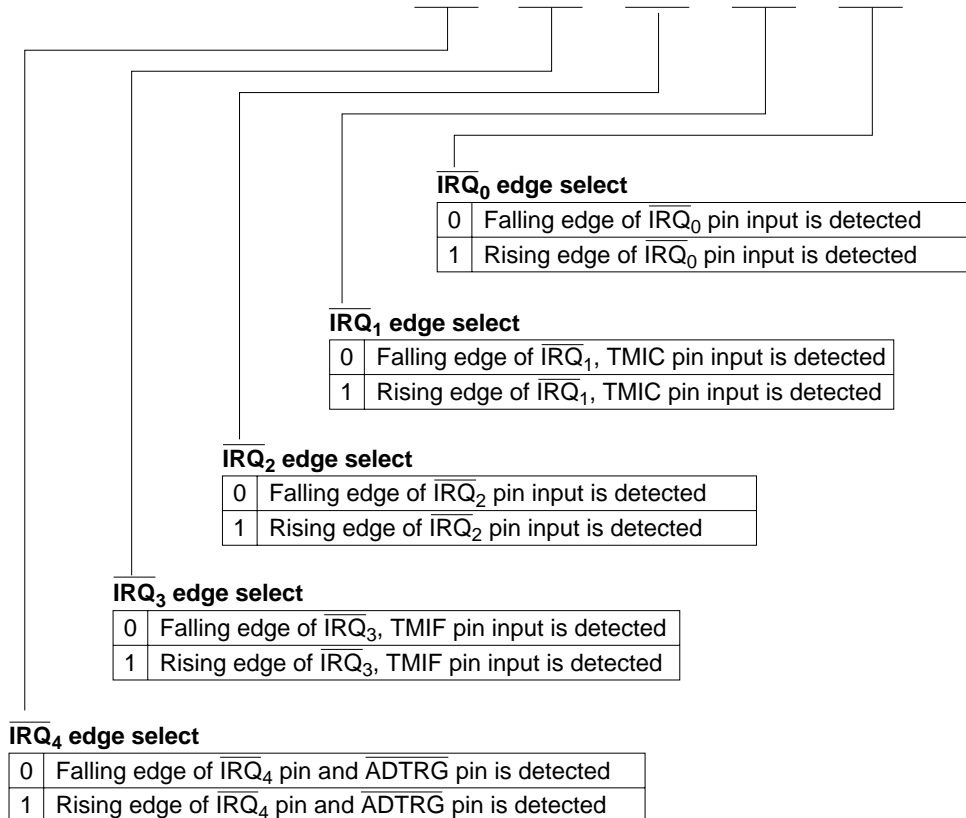 IRQ0 edge select
0 Falling edge of IRQ0 pin input is detected
1 Rising edge of IRQ0 pin input is detected
IRQ1 edge select
0 Falling edge of IRQ1, TMIC pin input is detected
1 Rising edge of IRQ1, TMIC pin input is detected
IRQ2 edge select
0 Falling edge of IRQ2 pin input is detected
1 Rising edge of IRQ2 pin input is detected
IRQ3 edge select
0 Falling edge of IRQ3, TMIF pin input is detected
1 Rising edge of IRQ3, TMIF pin input is detected
IRQ4 edge select
0 Falling edge of IRQ4 pin and ADTRG pin is detected
1 Rising edge of IRQ4 pin and ADTRG pin is detected